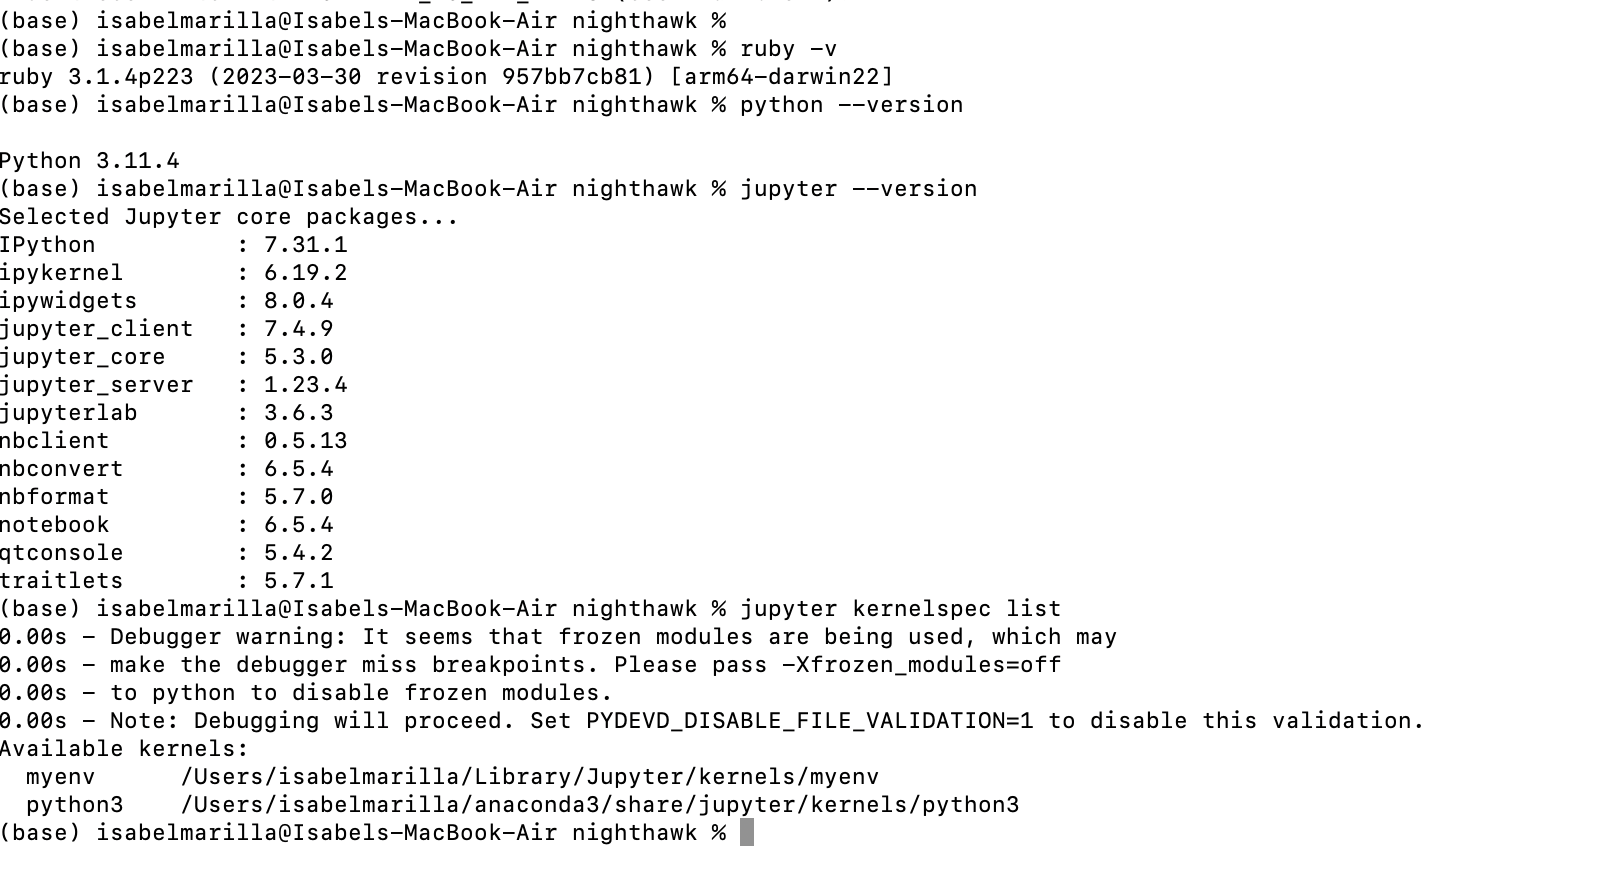 (base) isabelmarilla@Isabels-MacBook-Air nighthawk %
(base) isabelmarilla@Isabels-MacBook-Air nighthawk % ruby -v
ruby 3.1.4p223 (2023-03-30 revision 957bb7cb81) [arm64-darwin22]
(base) isabelmarilla@Isabels-MacBook-Air nighthawk % python --version
Python 3.11.4
(base) isabelmarilla@Isabels-MacBook-Air nighthawk % jupyter --version
Selected Jupyter core packages...
IPython          : 7.31.1
ipykernel        : 6.19.2
ipywidgets       : 8.0.4
jupyter_client   : 7.4.9
jupyter_core     : 5.3.0
jupyter_server   : 1.23.4
jupyterlab       : 3.6.3
nbclient         : 0.5.13
nbconvert        : 6.5.4
nbformat         : 5.7.0
notebook         : 6.5.4
qtconsole        : 5.4.2
traitlets        : 5.7.1
(base) isabelmarilla@Isabels-MacBook-Air nighthawk % jupyter kernelspec list
0.00s - Debugger warning: It seems that frozen modules are being used, which may
0.00s - make the debugger miss breakpoints. Please pass -Xfrozen_modules=off
0.00s - to python to disable frozen modules.
0.00s - Note: Debugging will proceed. Set PYDEVD_DISABLE_FILE_VALIDATION=1 to disable this validation.
Available kernels:
  myenv      /Users/isabelmarilla/Library/Jupyter/kernels/myenv
  python3    /Users/isabelmarilla/anaconda3/share/jupyter/kernels/python3
(base) isabelmarilla@Isabels-MacBook-Air nighthawk %